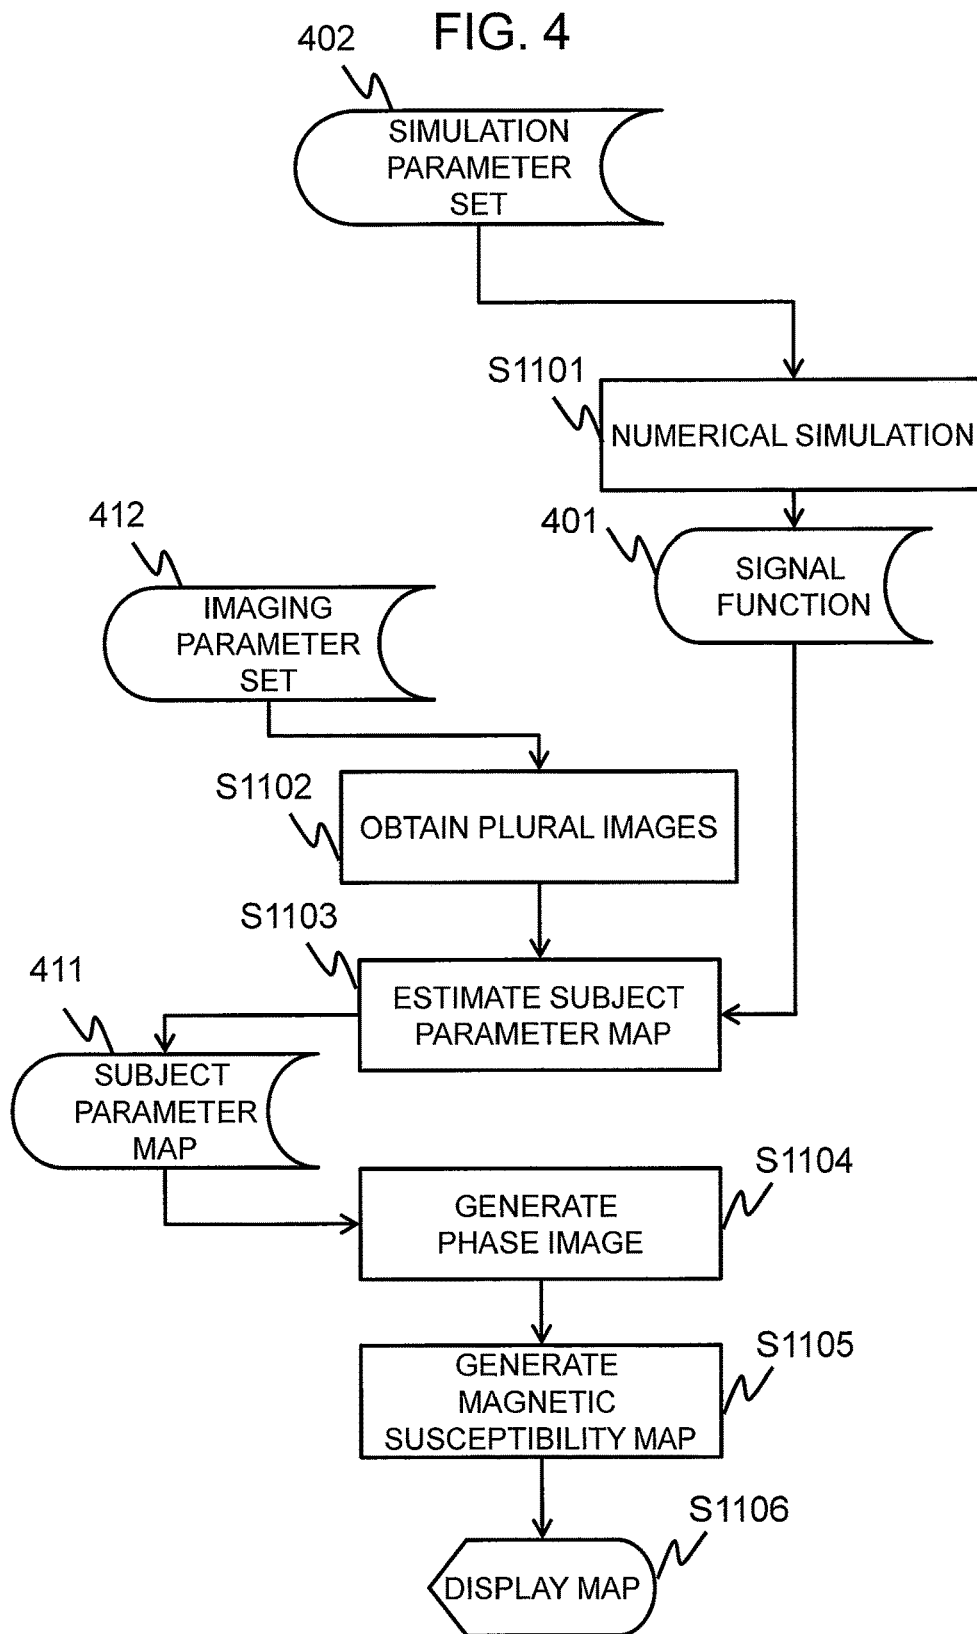 FIG. 4
402
SIMULATION
PARAMETER
SET
S1101
NUMERICAL SIMULATION
412
401
IMAGING
PARAMETER
SET
SIGNAL
FUNCTION
S1102
OBTAIN PLURAL IMAGES
S1103
ESTIMATE SUBJECT
PARAMETER MAP
411
SUBJECT
PARAMETER
MAP
S1104
GENERATE
PHASE IMAGE
S1105
GENERATE
MAGNETIC
SUSCEPTIBILITY MAP
S1106
DISPLAY MAP